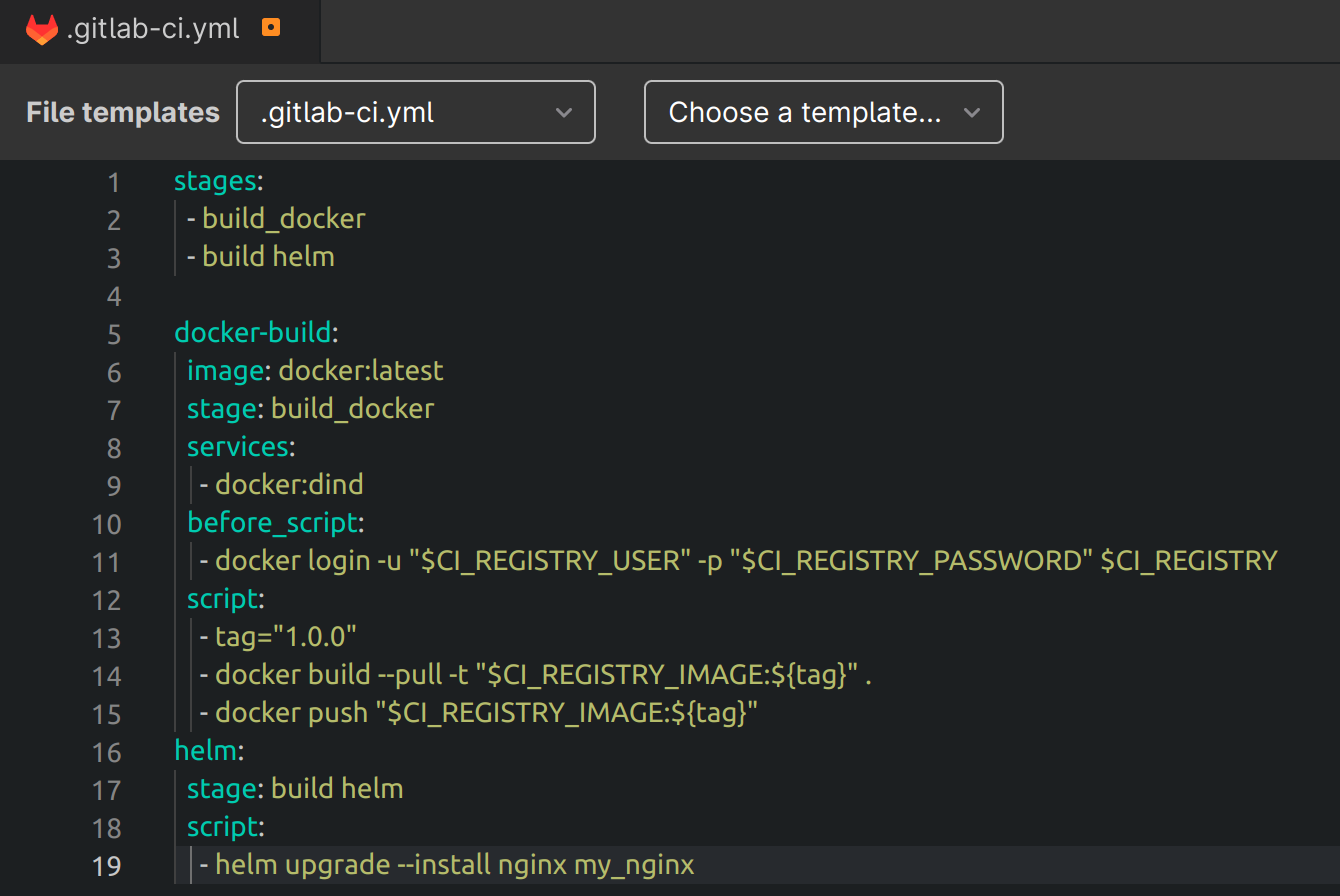 .gitlab-ci.yml
File templates .gitlab-ci.yml Choose a template...
1 stages:
2 - build_docker
3 - build helm
4
5 docker-build:
6 image: docker:latest
7 stage: build_docker
8 services:
9 - docker:dind
10 before_script:
11 - docker login -u "$CI_REGISTRY_USER" -p "$CI_REGISTRY_PASSWORD" $CI_REGISTRY
12 script:
13 - tag="1.0.0"
14 - docker build --pull -t "$CI_REGISTRY_IMAGE:${tag}" .
15 - docker push "$CI_REGISTRY_IMAGE:${tag}"
16 helm:
17 stage: build helm
18 script:
19 - helm upgrade --install nginx my_nginx